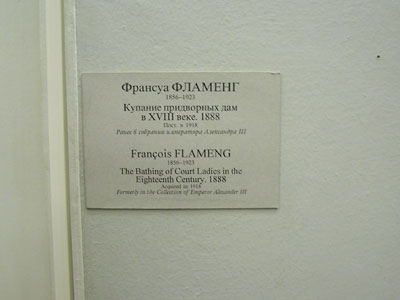 Франсуа ФЛАМЕНГ
1856–1923
Купание придворных дам
в XVIII веке. 1888
Пост. в 1918
Ранее в собрании императора Александра III
François FLAMENG
1856–1923
The Bathing of Court Ladies in the
Eighteenth Century. 1888
Acquired in 1918
Formerly in the Collection of Emperor Alexander III